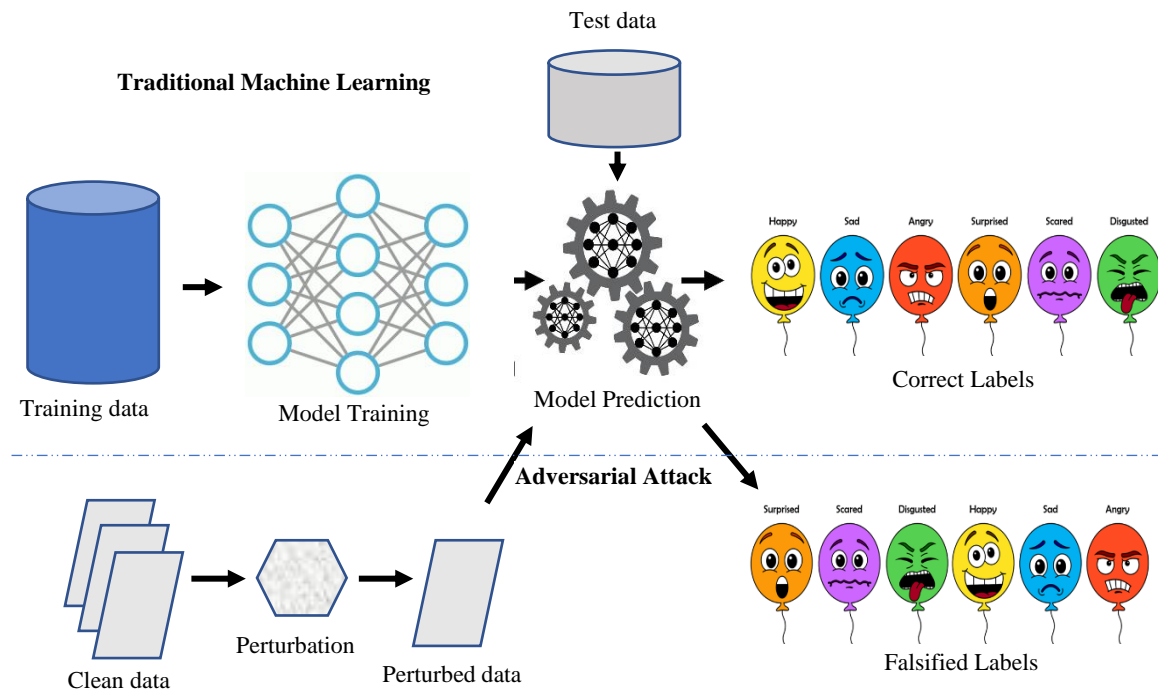 Test data
Traditional Machine Learning
Happy Sad Angry Surprised Scared Disgusted
Training data
Model Training
Model Prediction
Correct Labels
Adversarial Attack
Surprised Scared Disgusted Happy Sad Angry
Perturbation
Clean data
Perturbed data
Falsified Labels